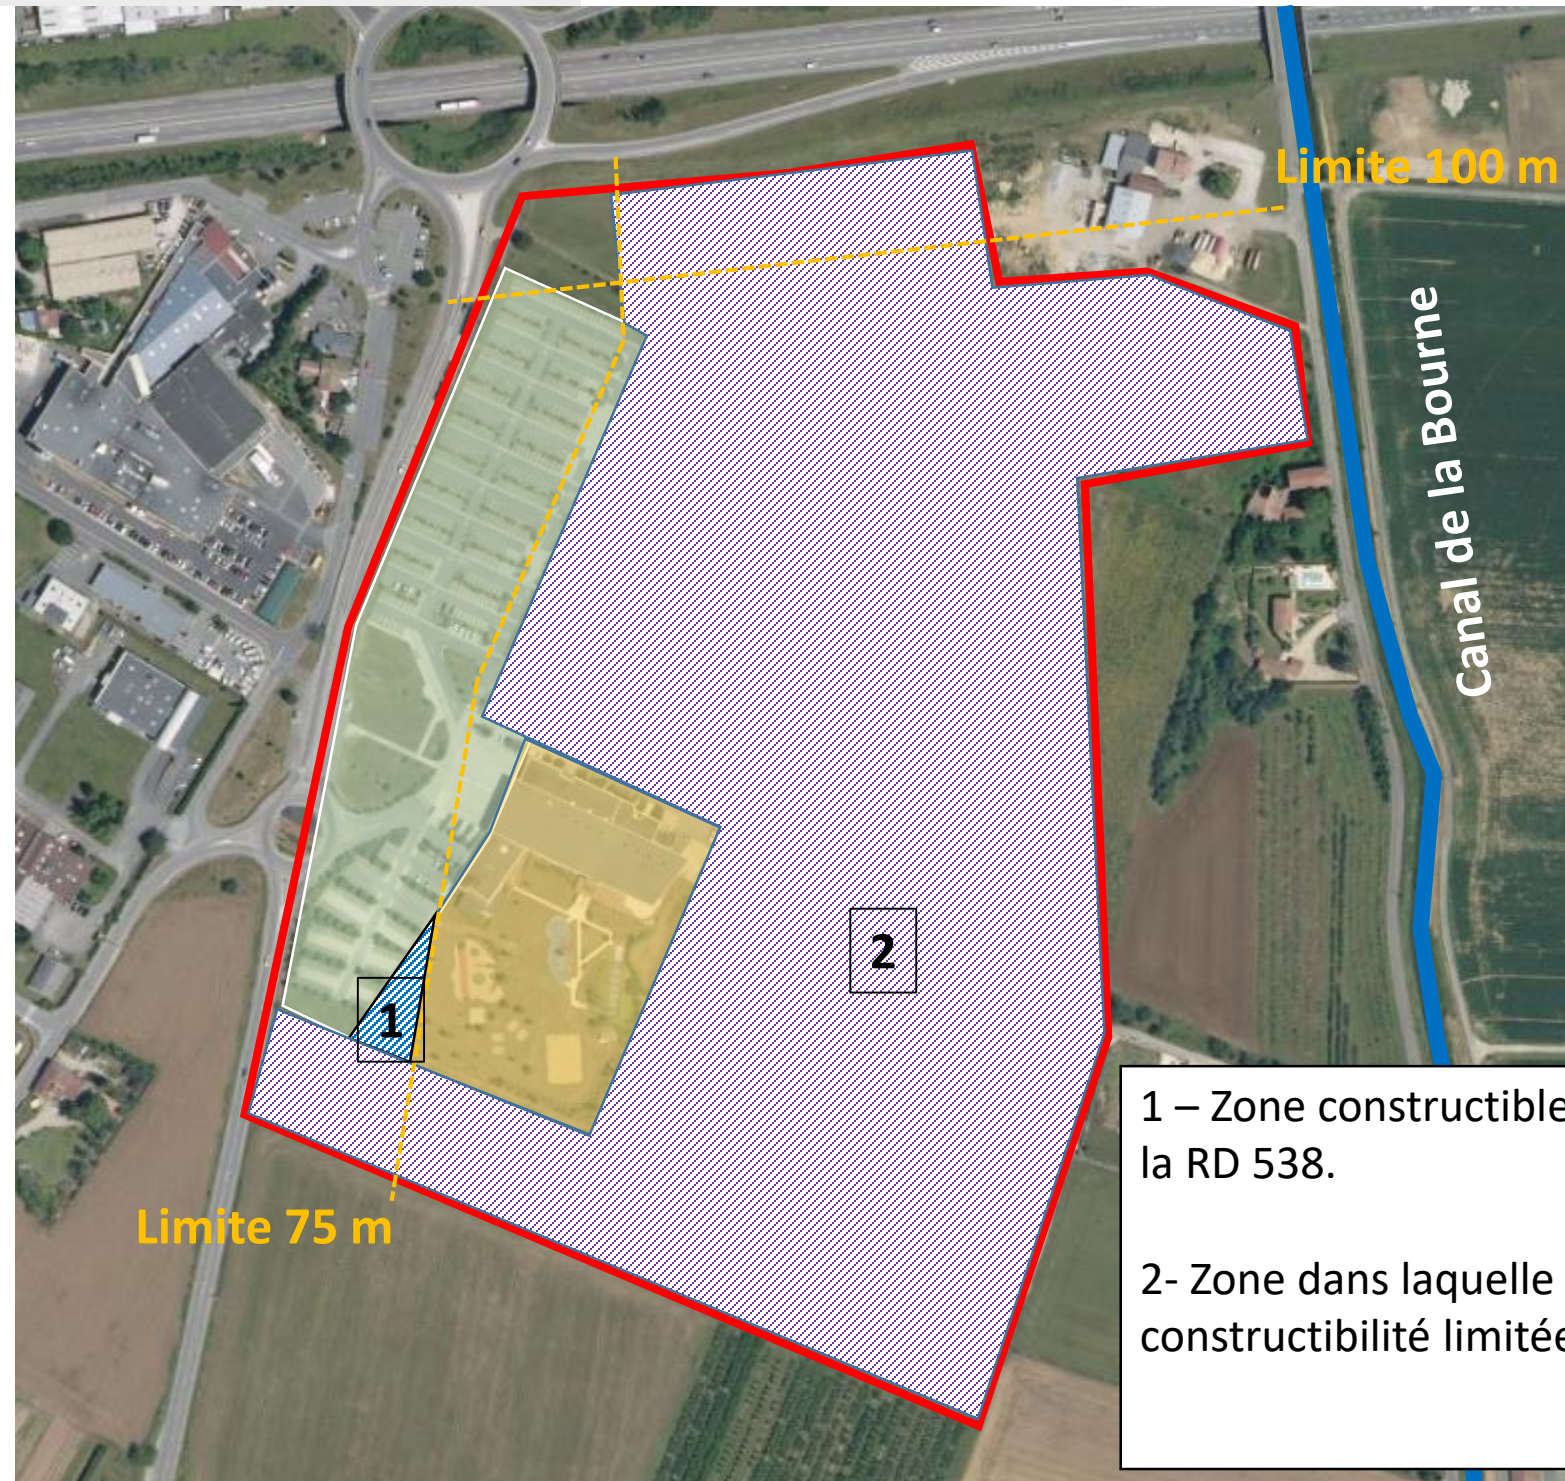 Limite 100 m
Canal de la Bourne
2
1
Limite 75 m
1 – Zone constructible
la RD 538.
2- Zone dans laquelle
constructibilité limitée